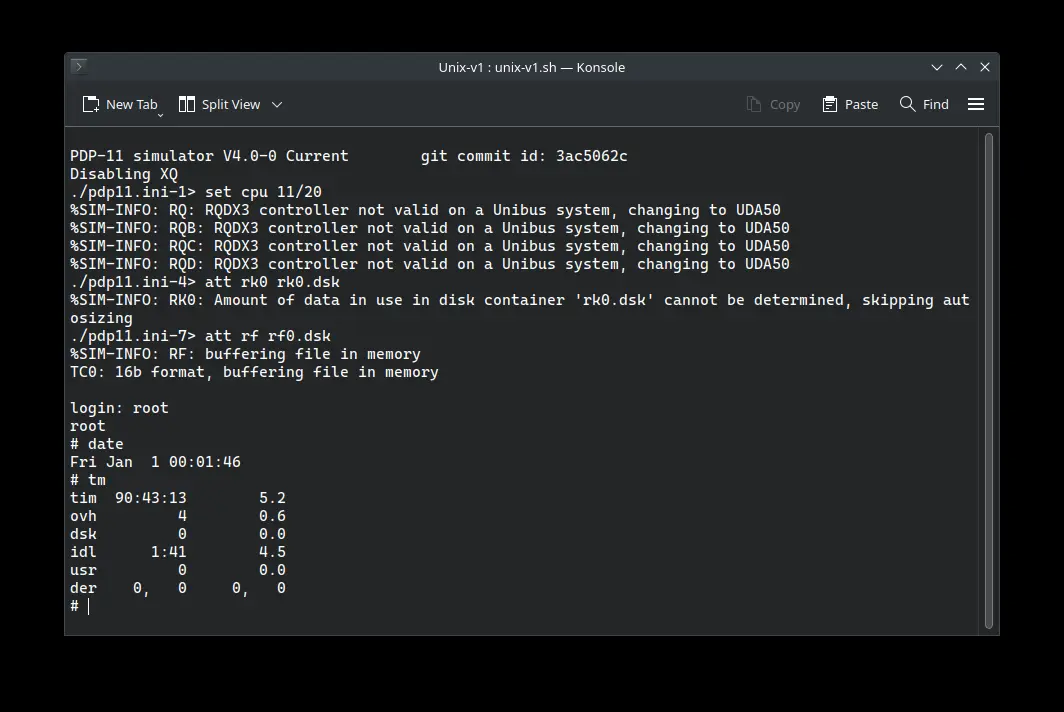 Unix-v1 : unix-v1.sh — Konsole
New Tab Split View Copy Paste Find
PDP-11 simulator V4.0-0 Current        git commit id: 3ac5062c
Disabling XQ
./pdp11.ini-1> set cpu 11/20
%SIM-INFO: RQ: RQDX3 controller not valid on a Unibus system, changing to UDA50
%SIM-INFO: RQB: RQDX3 controller not valid on a Unibus system, changing to UDA50
%SIM-INFO: RQC: RQDX3 controller not valid on a Unibus system, changing to UDA50
%SIM-INFO: RQD: RQDX3 controller not valid on a Unibus system, changing to UDA50
./pdp11.ini-4> att rk0 rk0.dsk
%SIM-INFO: RK0: Amount of data in use in disk container 'rk0.dsk' cannot be determined, skipping aut
osizing
./pdp11.ini-7> att rf rf0.dsk
%SIM-INFO: RF: buffering file in memory
TC0: 16b format, buffering file in memory
login: root
root
# date
Fri Jan  1 00:01:46
# tm
tim  90:43:13        5.2
ovh         4        0.6
dsk         0        0.0
idl      1:41        4.5
usr         0        0.0
der    0,   0     0,   0
#